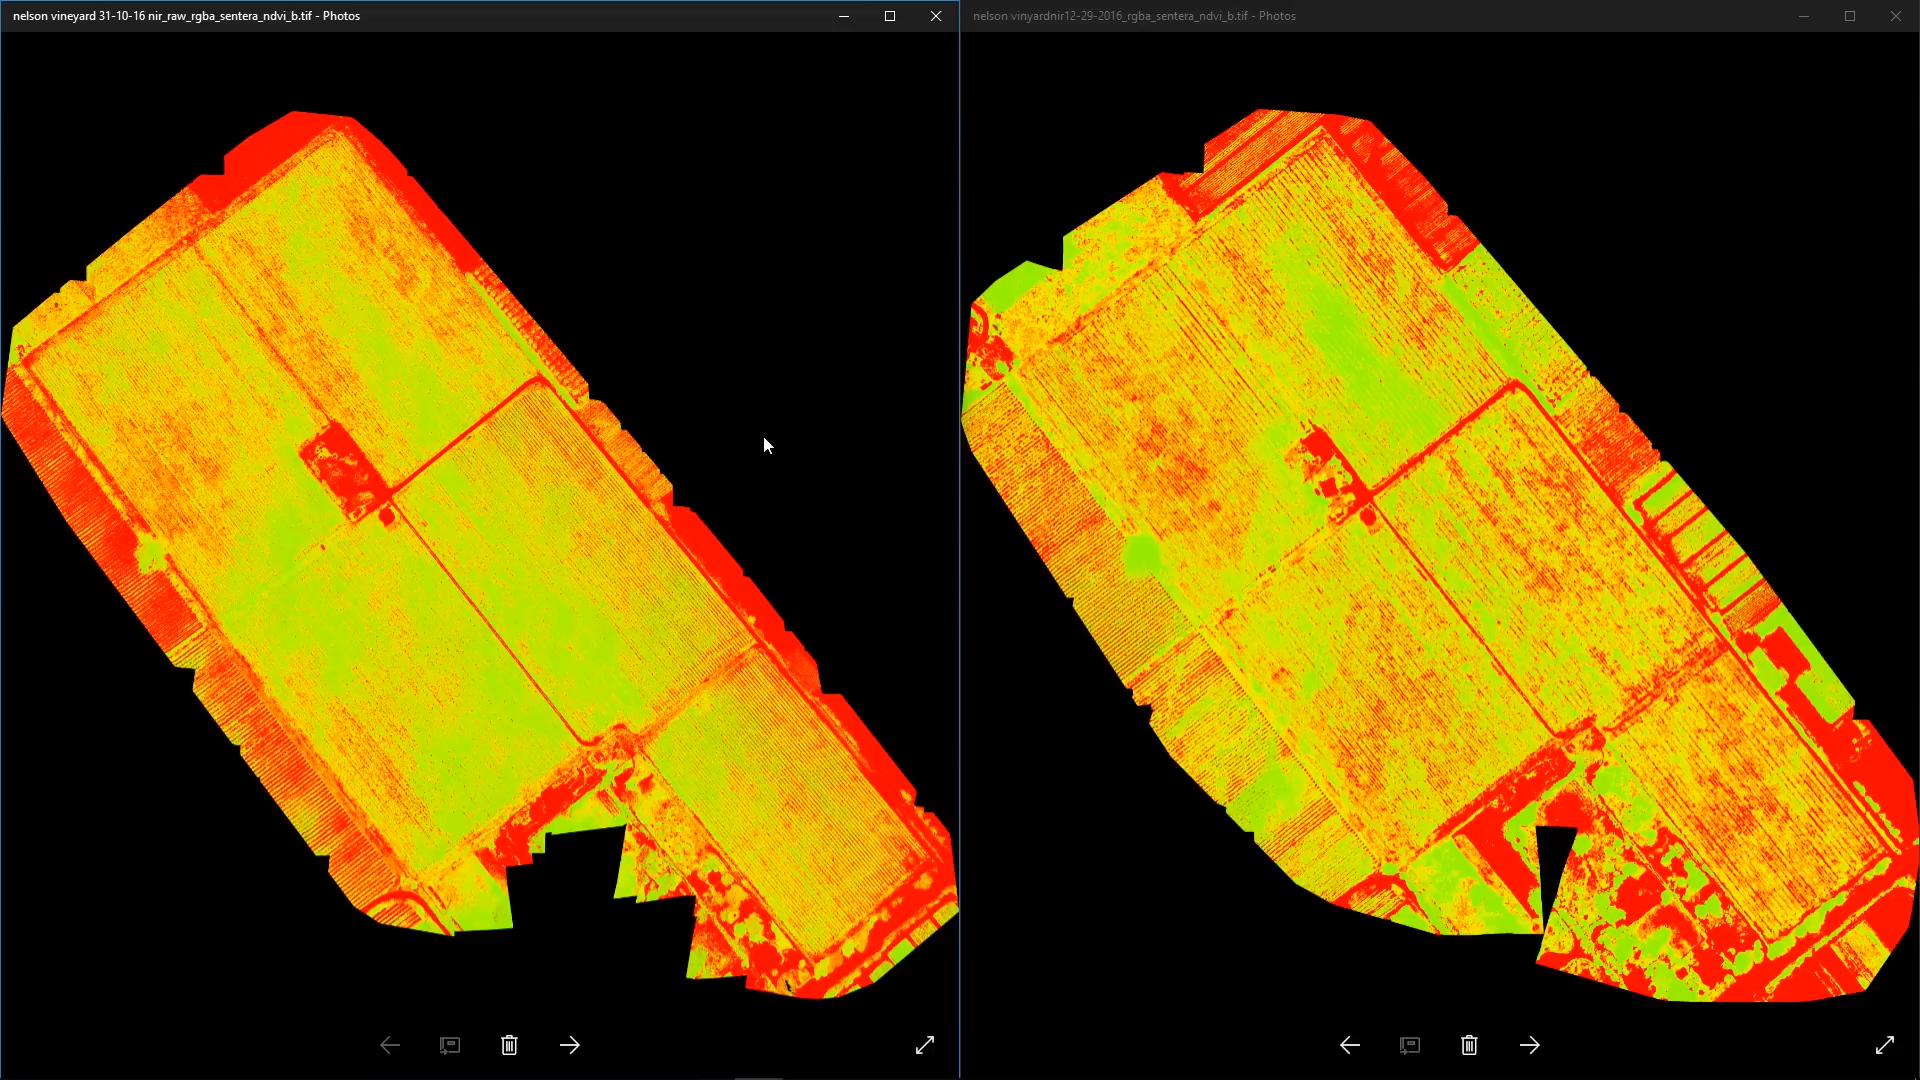 nelson vineyard 31-10-16 nir_raw_rgba_sentera_ndvi_b.tif - Photos
nelson vinyardnir12-29-2016_rgba_sentera_ndvi_b.tif - Photos